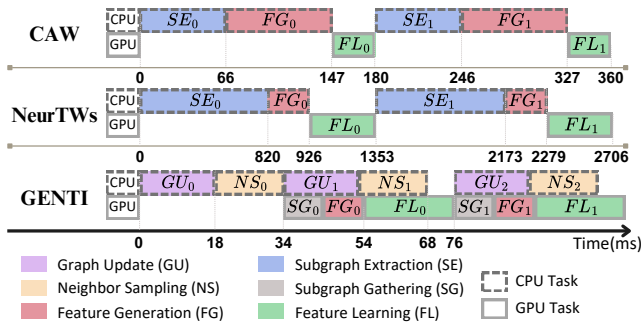 CAW
CPU SE₀ FG₀ SE₁ FG₁
GPU FL₀ FL₁
0 66 147 180 246 327 360
NeurTWs
CPU SE₀ FG₀ SE₁ FG₁
GPU FL₀ FL₁
0 820 926 1353 2173 2279 2706
GENTI
CPU GU₀ NS₀ GU₁ NS₁ GU₂ NS₂
GPU SG₀ FG₀ FL₀ SG₁ FG₁ FL₁
0 18 34 54 68 76 Time(ms)
Graph Update (GU) Subgraph Extraction (SE) CPU Task
Neighbor Sampling (NS) Subgraph Gathering (SG)
Feature Generation (FG) Feature Learning (FL) GPU Task